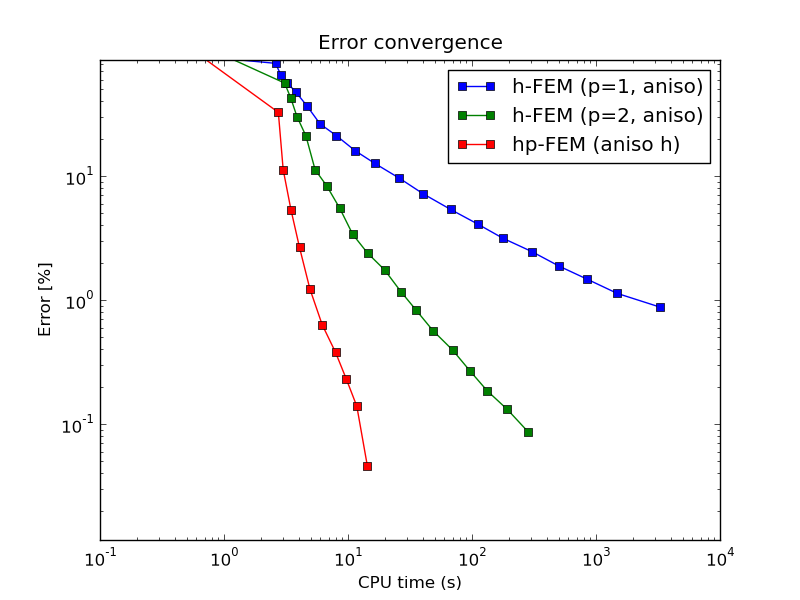 Error convergence
h-FEM (p=1, aniso)
h-FEM (p=2, aniso)
hp-FEM (aniso h)
Error [%]
10^1
10^0
10^-1
10^-1 10^0 10^1 10^2 10^3 10^4
CPU time (s)